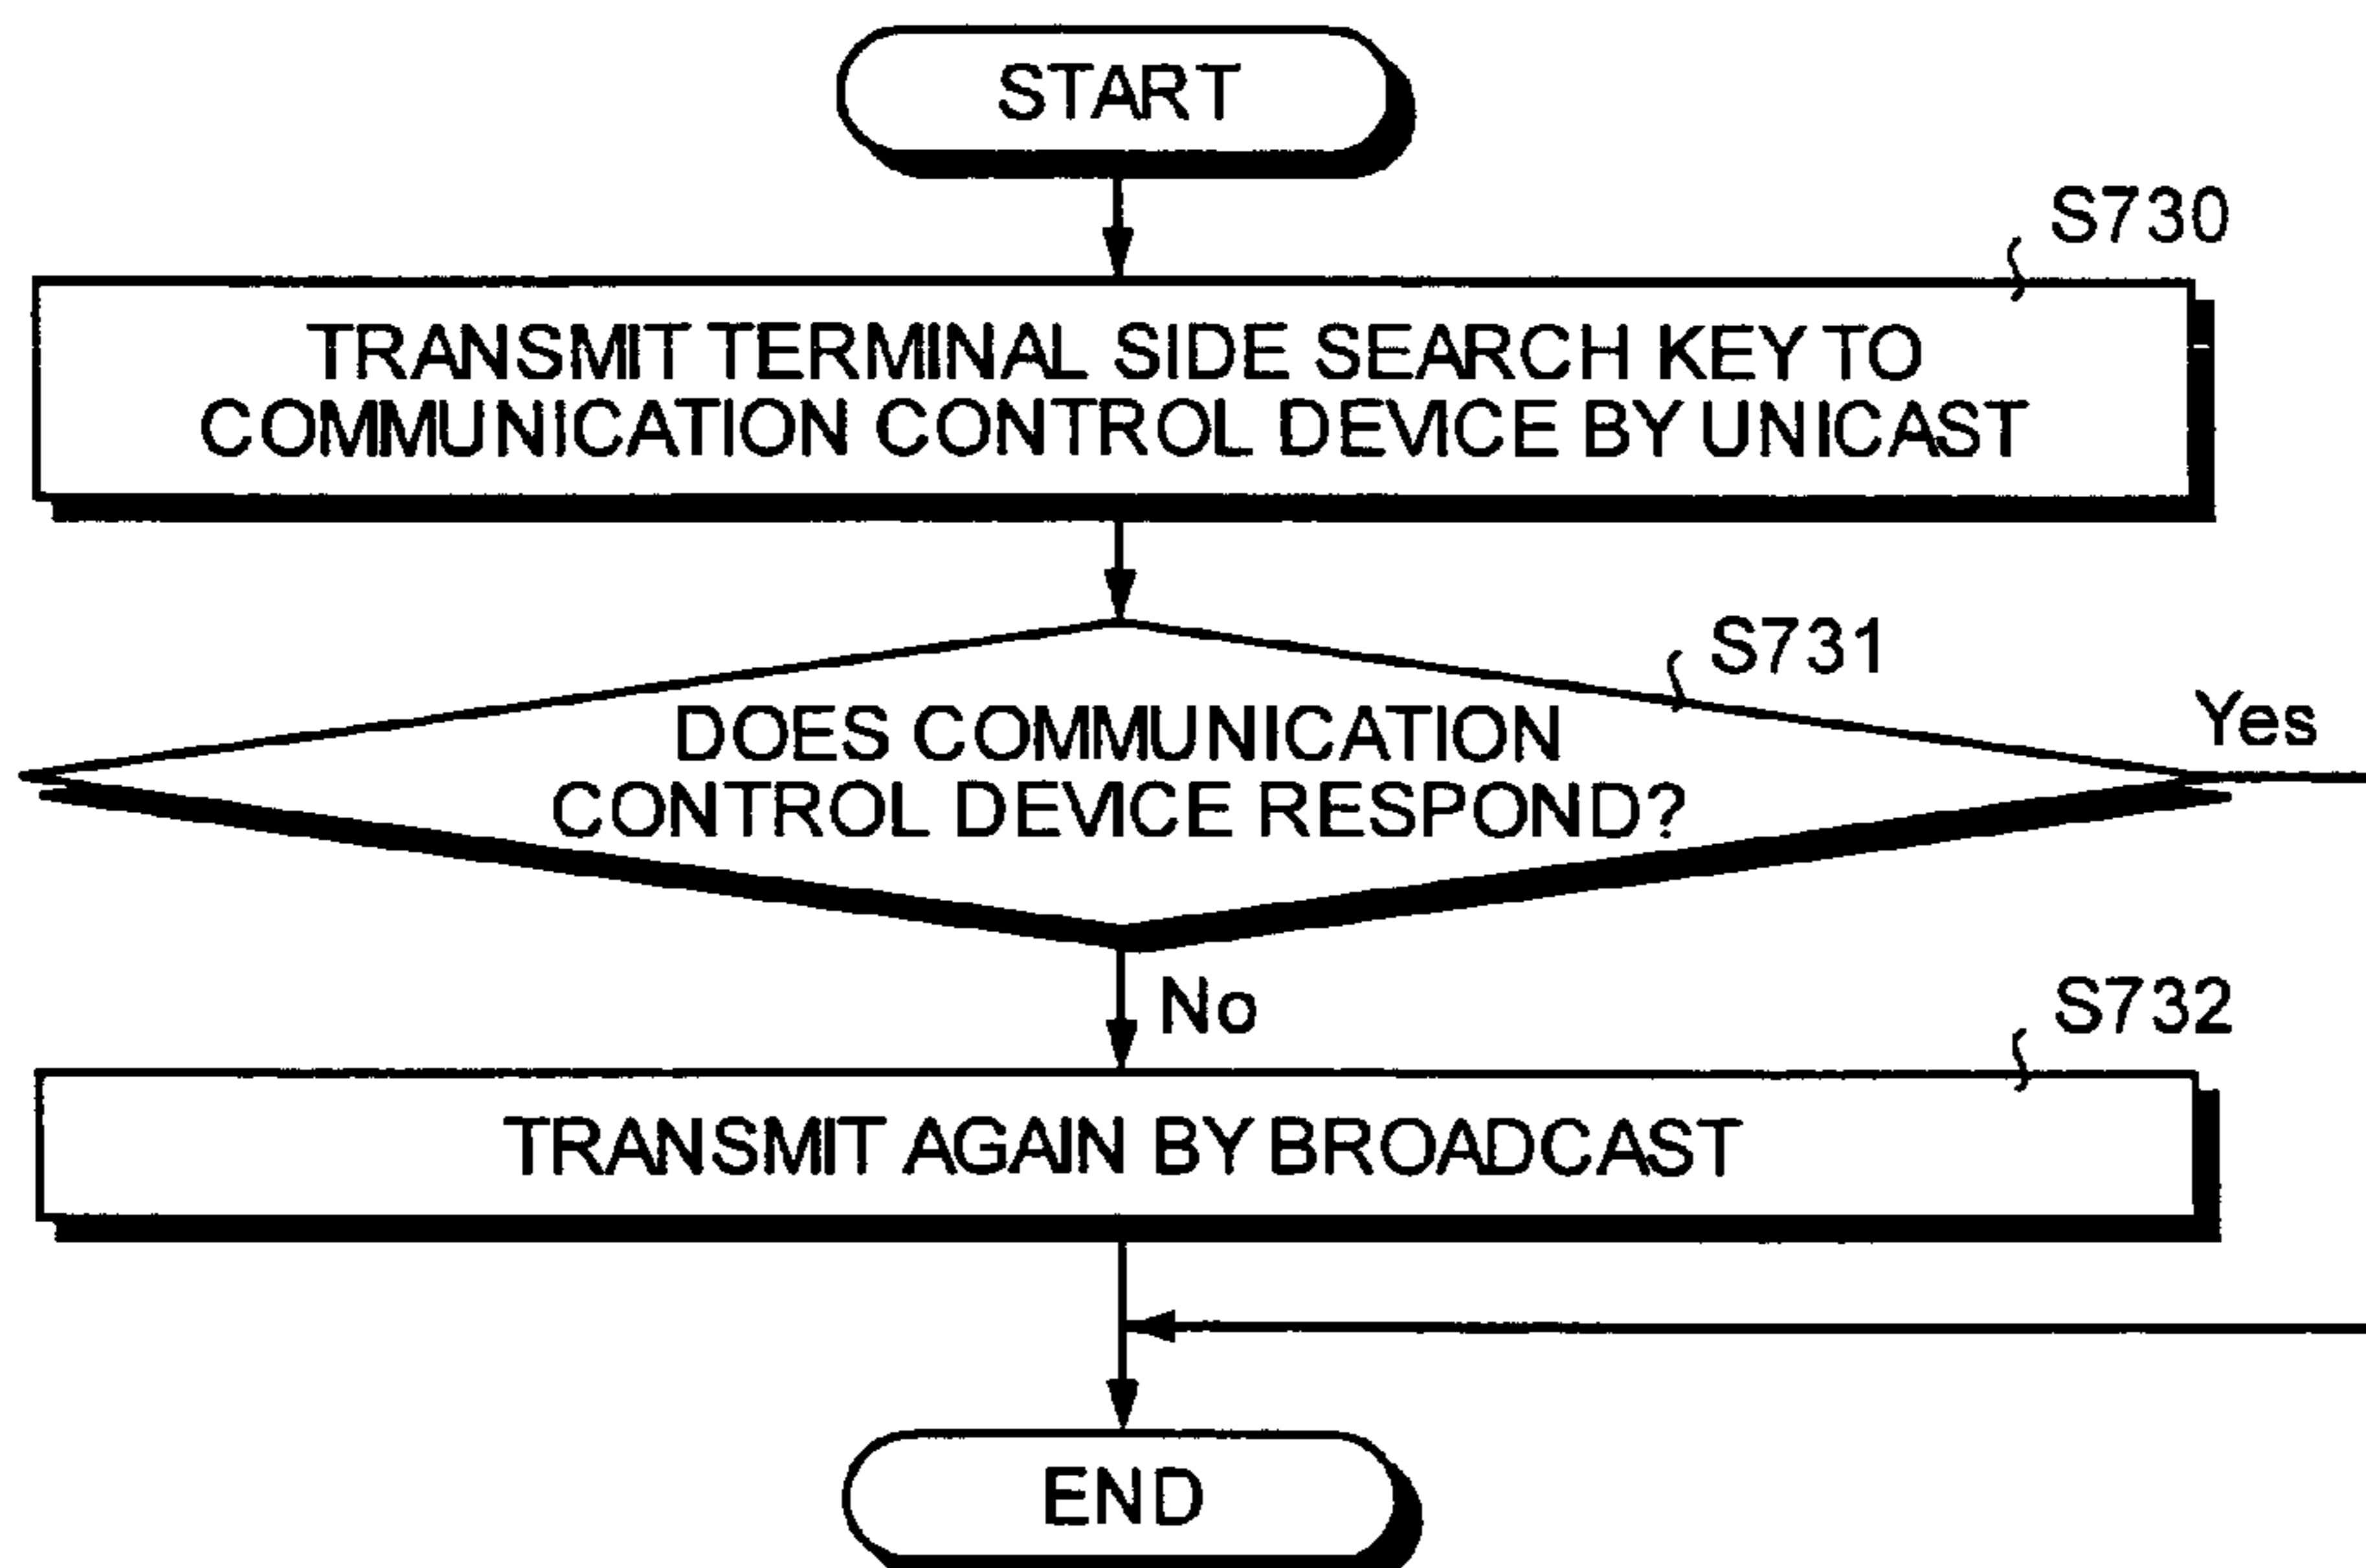 START
S730
TRANSMIT TERMINAL SIDE SEARCH KEY TO
COMMUNICATION CONTROL DEVICE BY UNICAST
S731
DOES COMMUNICATION
CONTROL DEVICE RESPOND?
Yes
No
S732
TRANSMIT AGAIN BY BROADCAST
END